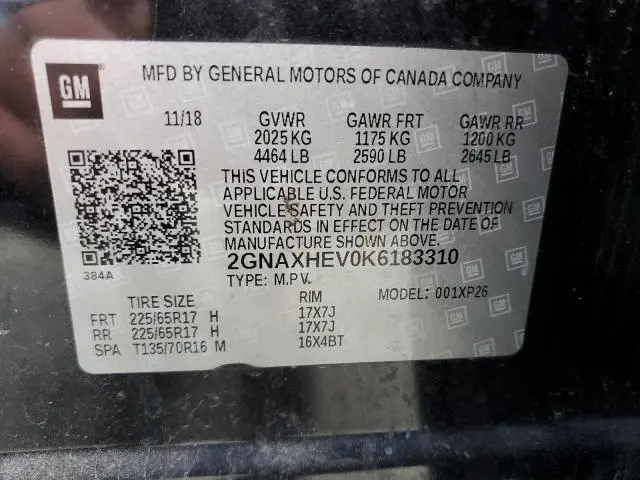 GM MFD BY GENERAL MOTORS OF CANADA COMPANY
11/18 GVWR GAWR FRT GAWR RR
2025 KG 1175 KG 1200 KG
4464 LB 2590 LB 2645 LB
THIS VEHICLE CONFORMS TO ALL
APPLICABLE U.S. FEDERAL MOTOR
VEHICLE SAFETY AND THEFT PREVENTION
STANDARDS IN EFFECT ON THE DATE OF
MANUFACTURE SHOWN ABOVE.
384A 2GNAXHEV0K6183310
TYPE: M.P.V. MODEL: 001XP26
TIRE SIZE RIM
FRT 225/65R17 H 17X7J
RR 225/65R17 H 17X7J
SPA T135/70R16 M 16X4BT